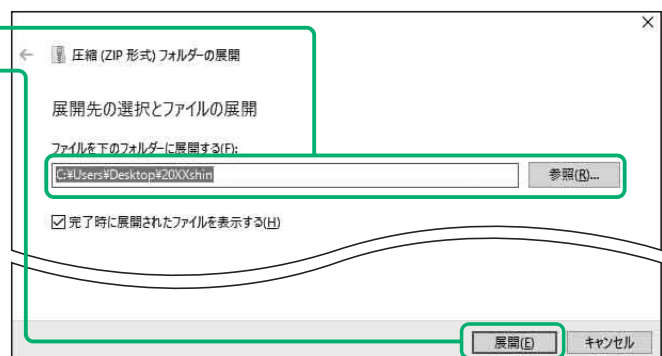 圧縮 (ZIP 形式) フォルダーの展開
展開先の選択とファイルの展開
ファイルを下のフォルダーに展開する(F):
C:¥Users¥Desktop¥20XXshin
参照(R)...
完了時に展開されたファイルを表示する(H)
展開(E) キャンセル